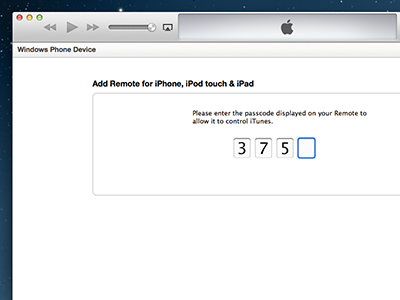 Windows Phone Device
Add Remote for iPhone, iPod touch & iPad
Please enter the passcode displayed on your Remote to
allow it to control iTunes.
3 7 5